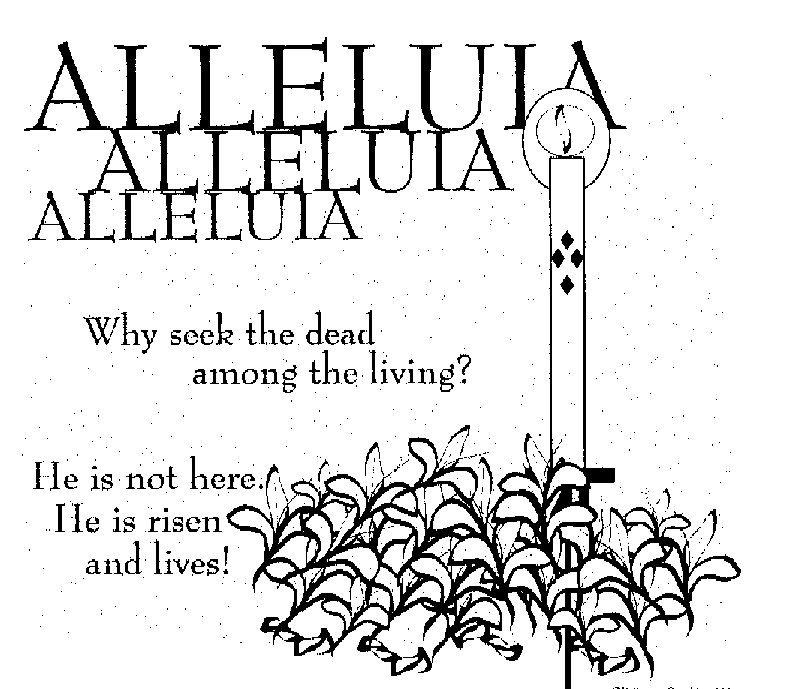 ALLELUIA
ALLELUIA
ALLELUIA
Why seek the dead
among the living?
He is not here.
He is risen
and lives!